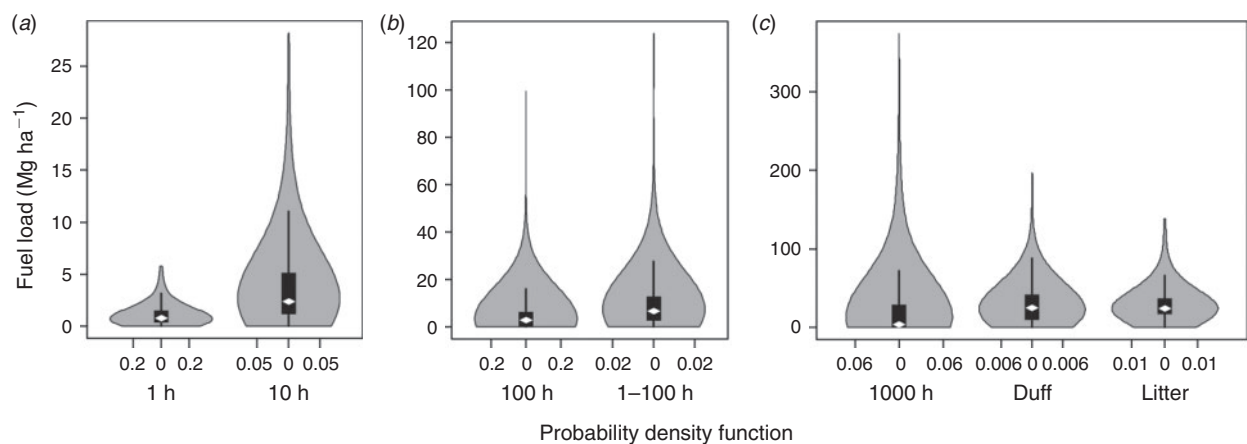 (a)
(b)
(c)
Fuel load (Mg ha−1)
25
20
15
10
5
0
120
100
80
60
40
20
0
300
200
100
0
0.2 0 0.2
0.05 0 0.05
0.2 0 0.2
0.02 0 0.02
0.06 0 0.06
0.006 0 0.006
0.01 0 0.01
1 h
10 h
100 h
1–100 h
1000 h
Duff
Litter
Probability density function